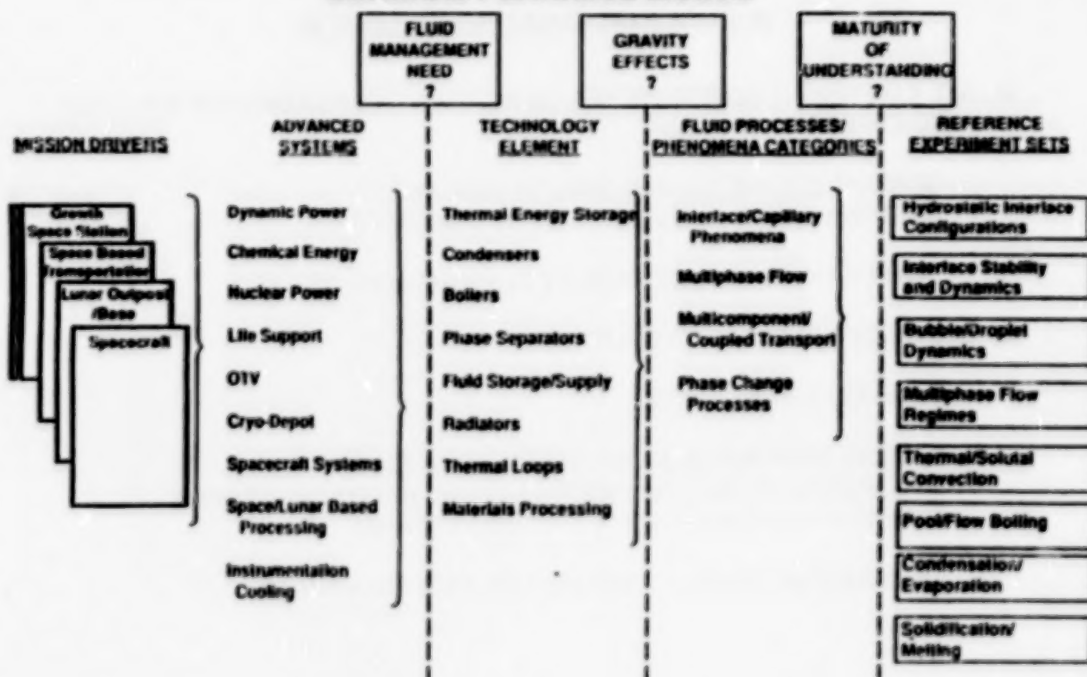 FLUID
MANAGEMENT
NEED
?
GRAVITY
EFFECTS
?
MATURITY
OF
UNDERSTANDING
?
MISSION DRIVERS
ADVANCED
SYSTEMS
TECHNOLOGY
ELEMENT
FLUID PROCESSES/
PHENOMENA CATEGORIES
REFERENCE
EXPERIMENT SETS
Growth
Space Station
Space Based
Transportation
Lunar Outpost
/Base
Spacecraft
Dynamic Power
Chemical Energy
Nuclear Power
Life Support
OTV
Cryo-Depot
Spacecraft Systems
Space/Lunar Based
Processing
Instrumentation
Cooling
Thermal Energy Storage
Condensers
Boilers
Phase Separators
Fluid Storage/Supply
Radiators
Thermal Loops
Materials Processing
Interface/Capillary
Phenomena
Multiphase Flow
Multicomponent/
Coupled Transport
Phase Change
Processes
Hydrostatic Interface
Configurations
Interface Stability
and Dynamics
Bubble/Droplet
Dynamics
Multiphase Flow
Regimes
Thermal/Solutal
Convection
Pool/Flow Boiling
Condensation/
Evaporation
Solidification/
Melting